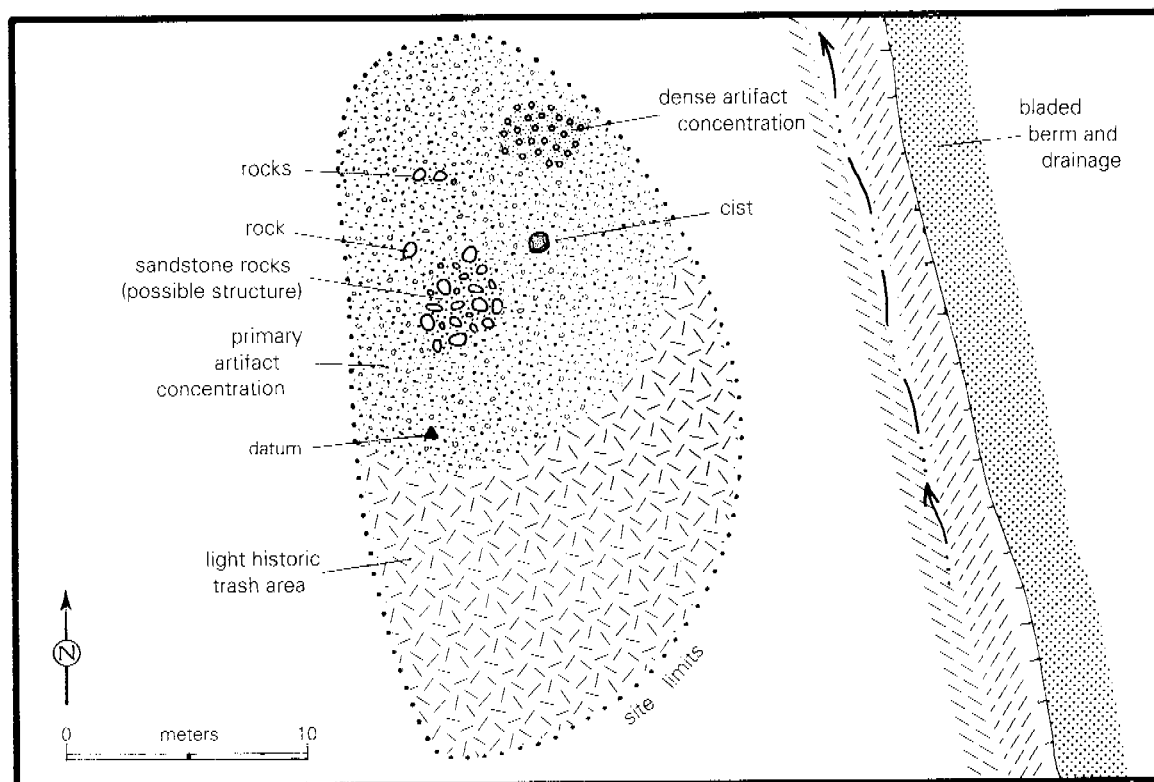 dense artifact
concentration
bladed
berm and
drainage
rocks
cist
rock
sandstone rocks
(possible structure)
primary
artifact
concentration
datum
light historic
trash area
site limits
N
0 meters 10